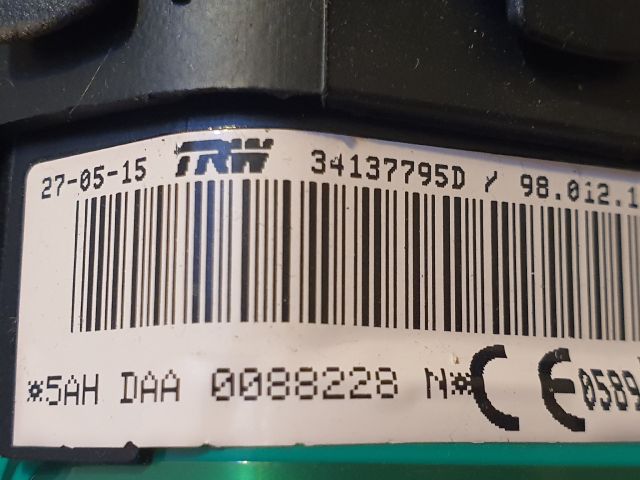 27-05-15 TRW 34137795D / 98.012.1
*5AH DAA 0088228 N* CE 0589